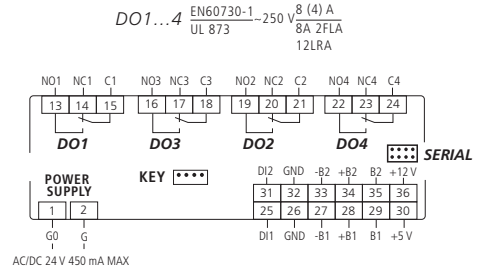 DO1...4 EN60730-1 ~250 V 8 (4) A
UL 873 8A 2FLA
12LRA
NO1 NC1 C1 NO3 NC3 C3 NO2 NC2 C2 NO4 NC4 C4
13 14 15 16 17 18 19 20 21 22 23 24
DO1 DO3 DO2 DO4
SERIAL
POWER SUPPLY
KEY
DI2 GND -B2 +B2 B2 +12 V
31 32 33 34 35 36
1 2 25 26 27 28 29 30
G0 G DI1 GND -B1 +B1 B1 +5 V
AC/DC 24 V 450 mA MAX